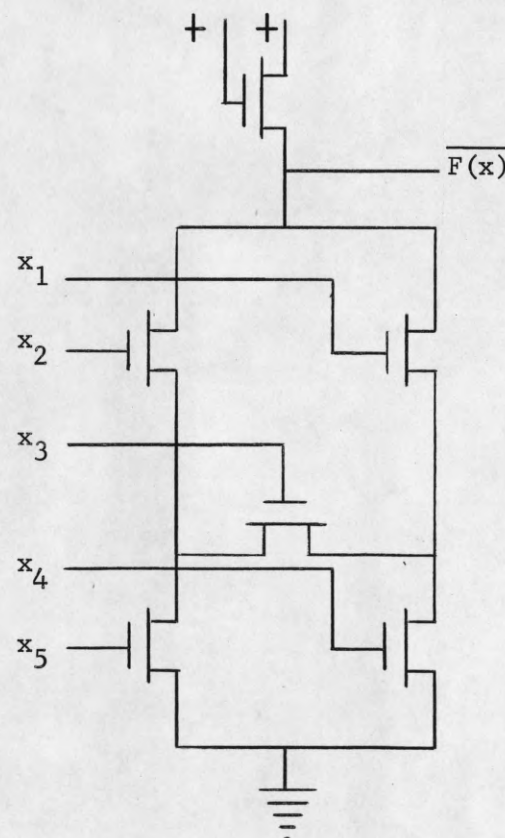 + +
F(x)
x₁
x₂
x₃
x₄
x₅